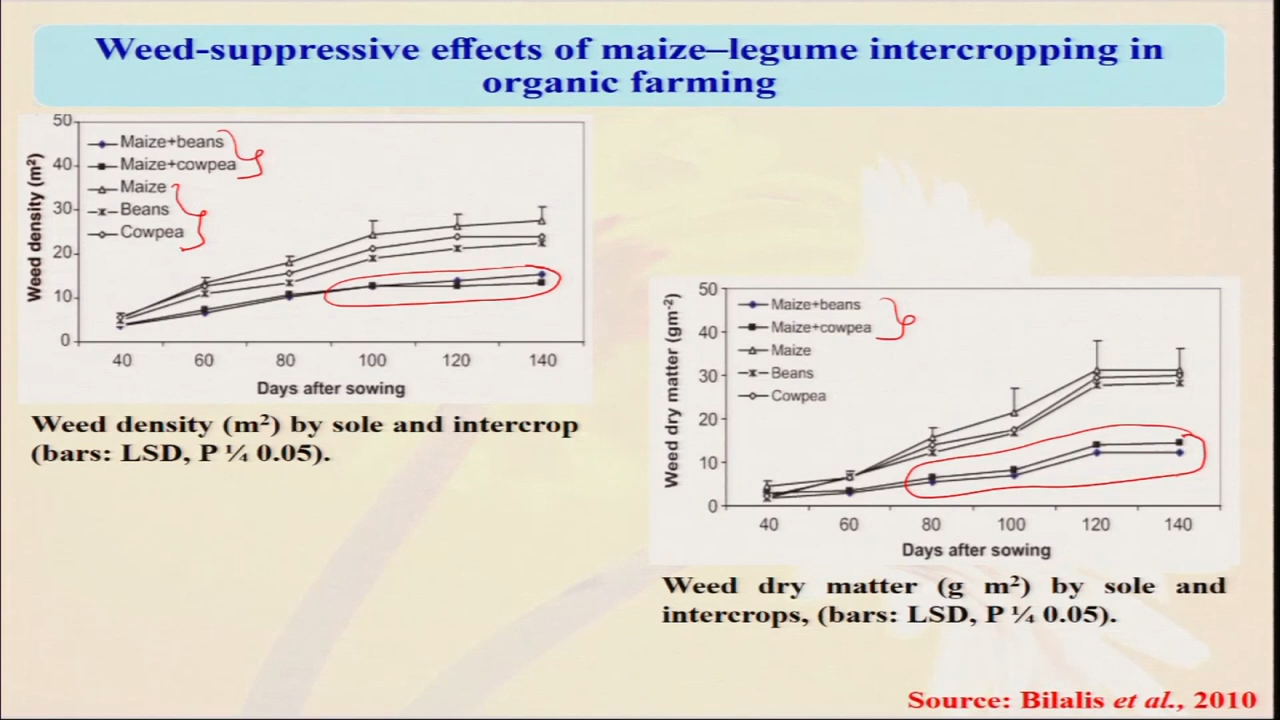 Weed-suppressive effects of maize–legume intercropping in
organic farming
50
40
30
20
10
0
Weed density (m²)
Maize+beans
Maize+cowpea
Maize
Beans
Cowpea
40 60 80 100 120 140
Days after sowing
Weed density (m²) by sole and intercrop
(bars: LSD, P ¼ 0.05).
50
40
30
20
10
0
Weed dry matter (gm⁻²)
Maize+beans
Maize+cowpea
Maize
Beans
Cowpea
40 60 80 100 120 140
Days after sowing
Weed dry matter (g m²) by sole and
intercrops, (bars: LSD, P ¼ 0.05).
Source: Bilalis et al., 2010